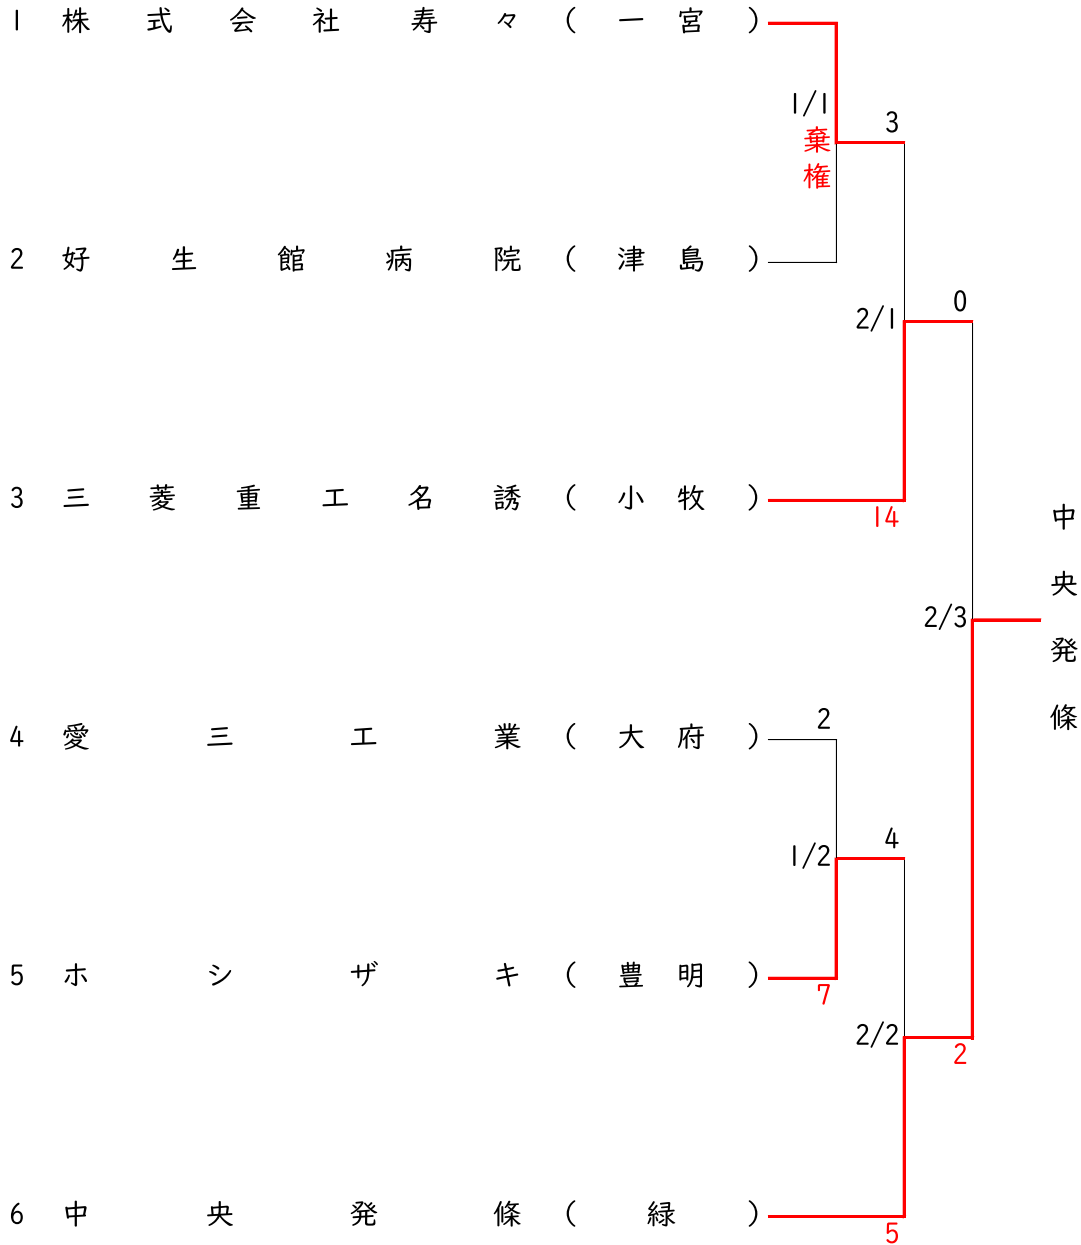 1 株式会社寿々（一宮）
1/1
3
棄権
2 好生館病院（津島）
0
2/1
3 三菱重工名誘（小牧）
14
中央発條
2/3
4 愛三工業（大府）
2
4
1/2
5 ホシザキ（豊明）
7
2/2
2
6 中央発條（緑）
5